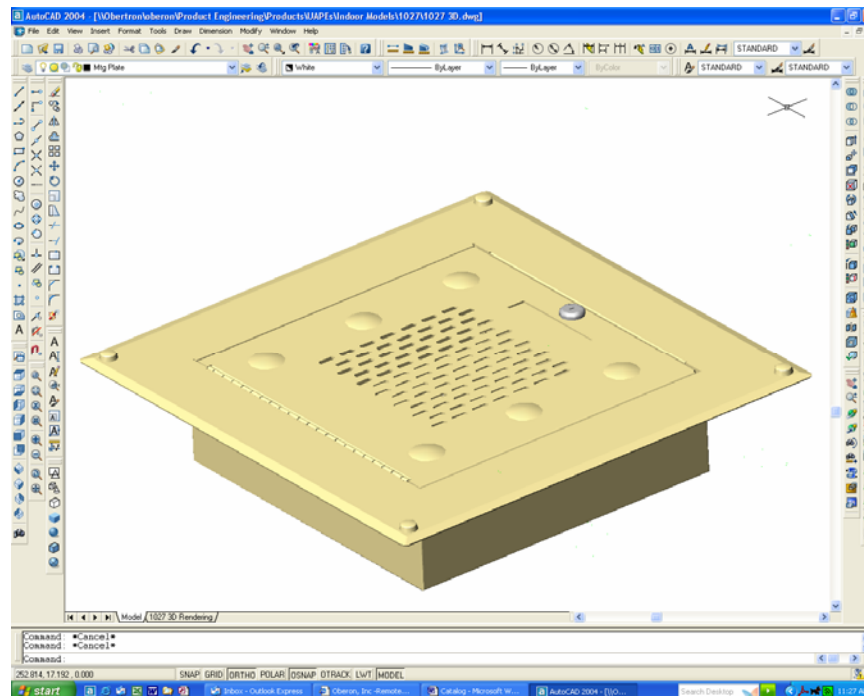 AutoCAD 2004 - [\\Obertron\oberon\Product Engineering\Products\UAPEs\Indoor Models\1027\1027 3D.dwg]
File Edit View Insert Format Tools Draw Dimension Modify Window Help
STANDARD
Mtg Plate White ByLayer ByLayer ByColor STANDARD STANDARD
Model 1027 3D Rendering
Command: *Cancel*
Command: *Cancel*
Command:
252.814, 17.192, 0.000 SNAP GRID ORTHO POLAR OSNAP OTRACK LWT MODEL
start Inbox - Outlook Express Oberon, Inc -Remote... Catalog - Microsoft W... AutoCAD 2004 - [\\O... Search Desktop